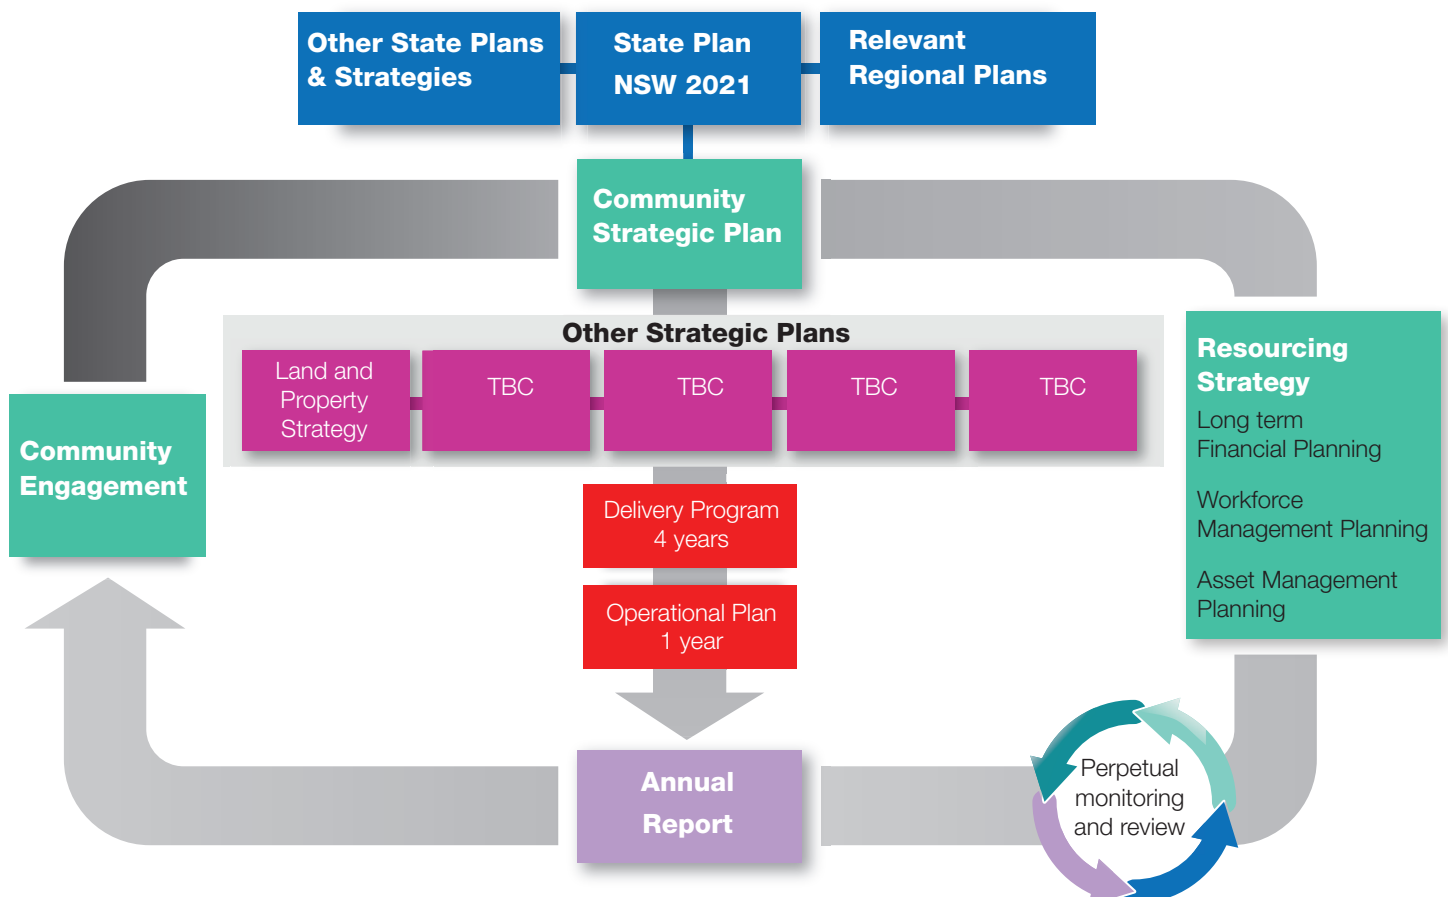 Other State Plans
& Strategies
State Plan
NSW 2021
Relevant
Regional Plans
Community
Strategic Plan
Other Strategic Plans
Land and
Property
Strategy
TBC
TBC
TBC
TBC
Resourcing
Strategy
Long term
Financial Planning
Workforce
Management Planning
Asset Management
Planning
Community
Engagement
Delivery Program
4 years
Operational Plan
1 year
Annual
Report
Perpetual
monitoring
and review